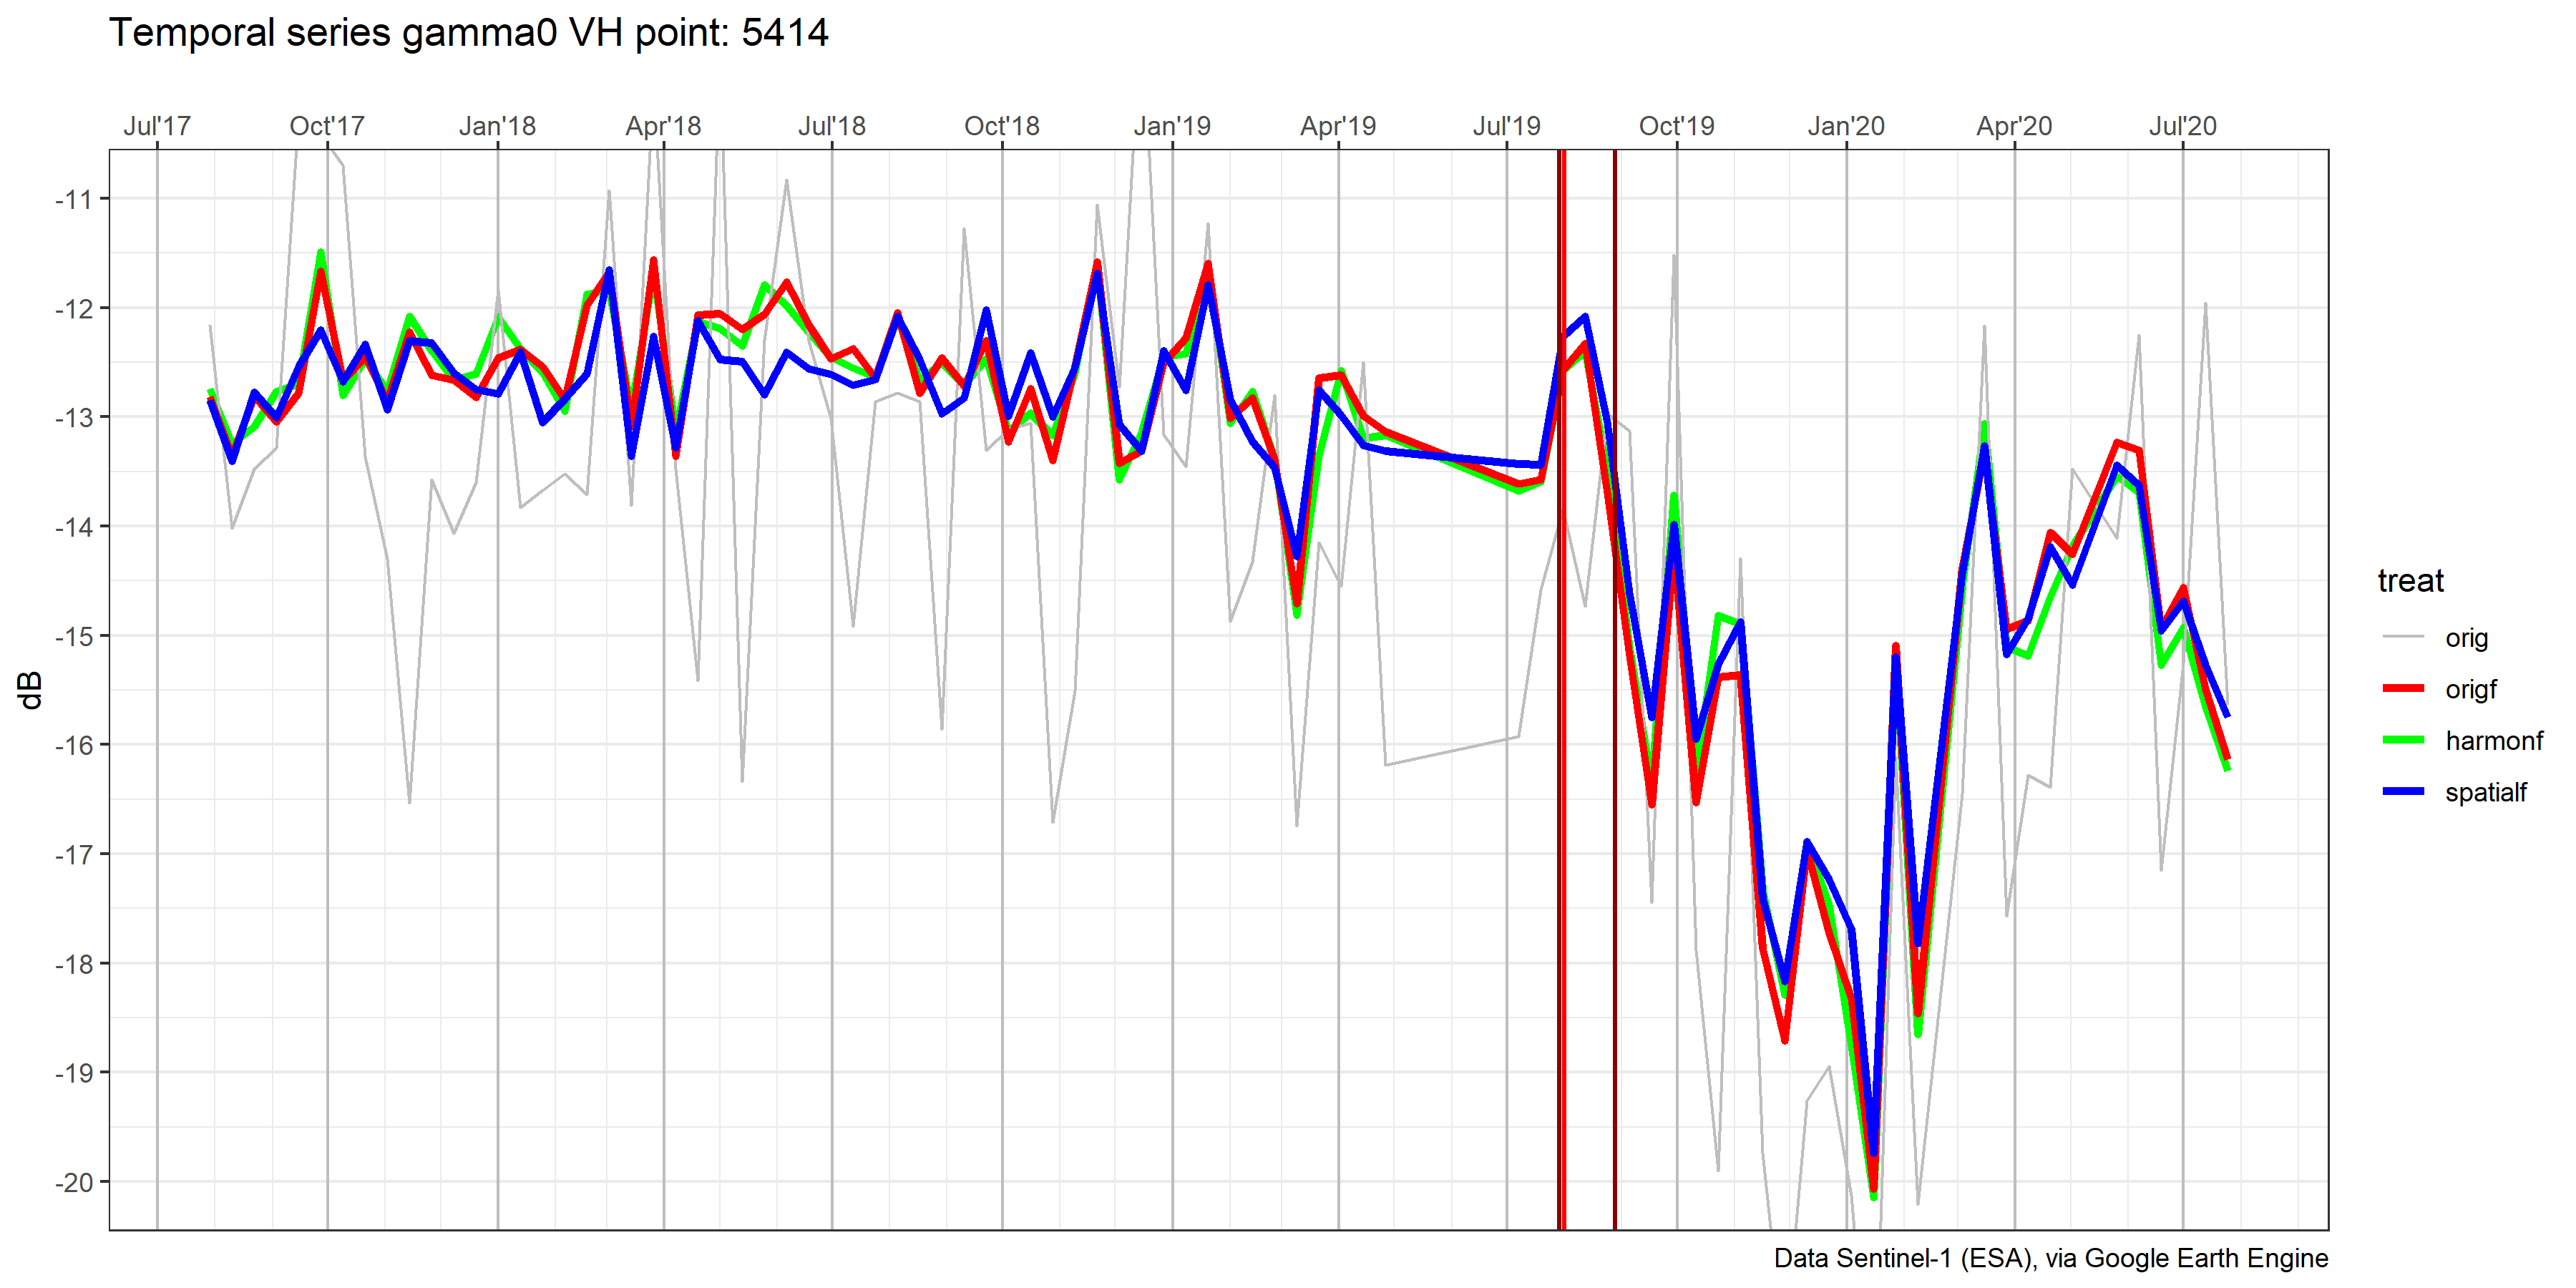 Temporal series gamma0 VH point: 5414
Jul'17 Oct'17 Jan'18 Apr'18 Jul'18 Oct'18 Jan'19 Apr'19 Jul'19 Oct'19 Jan'20 Apr'20 Jul'20
-11
-12
-13
-14
-15
-16
-17
-18
-19
-20
dB
treat
orig
origf
harmonf
spatialf
Data Sentinel-1 (ESA), via Google Earth Engine